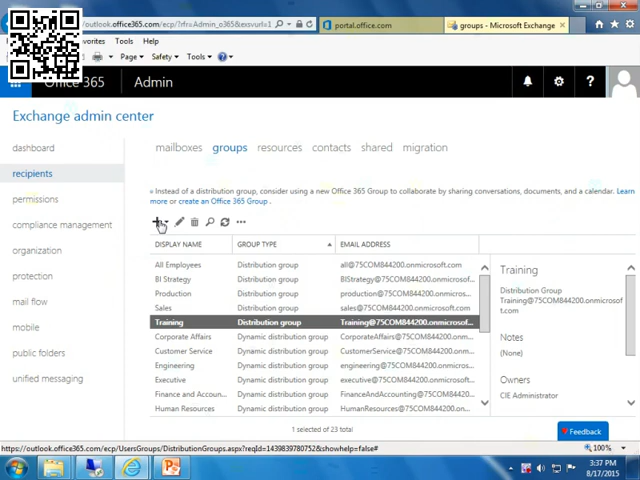 outlook.office365.com/ecp/?rfr=Admin_o365&exsvurl=1
portal.office.com
groups - Microsoft Exchange
Favorites Tools Help
Page Safety Tools
Office 365 Admin
Exchange admin center
dashboard
recipients
permissions
compliance management
organization
protection
mail flow
mobile
public folders
unified messaging
mailboxes groups resources contacts shared migration
Instead of a distribution group, consider using a new Office 365 Group to collaborate by sharing conversations, documents, and a calendar. Learn
more or create an Office 365 Group .
DISPLAY NAME GROUP TYPE EMAIL ADDRESS
All Employees Distribution group all@75COM844200.onmicrosoft.com
BI Strategy Distribution group BIStrategy@75COM844200.onmicrosof...
Production Distribution group production@75COM844200.onmicrosof...
Sales Distribution group sales@75COM844200.onmicrosoft.com
Training Distribution group Training@75COM844200.onmicrosof...
Corporate Affairs Dynamic distribution group CorporateAffairs@75COM844200.onm...
Customer Service Dynamic distribution group CustomerService@75COM844200.onm...
Engineering Dynamic distribution group engineering@75COM844200.onmicros...
Executive Dynamic distribution group executive@75COM844200.onmicrosoft...
Finance and Accoun... Dynamic distribution group FinanceAndAccounting@75COM84420...
Human Resources Dynamic distribution group HumanResources@75COM844200.onm...
1 selected of 23 total
Training
Distribution Group
Training@75COM844200.onmicrosof
t.com
Notes
(None)
Owners
CIE Administrator
Feedback
https://outlook.office365.com/ecp/UsersGroups/DistributionGroups.aspx?reqId=1439839780752&showhelp=false#
100%
3:37 PM
8/17/2015